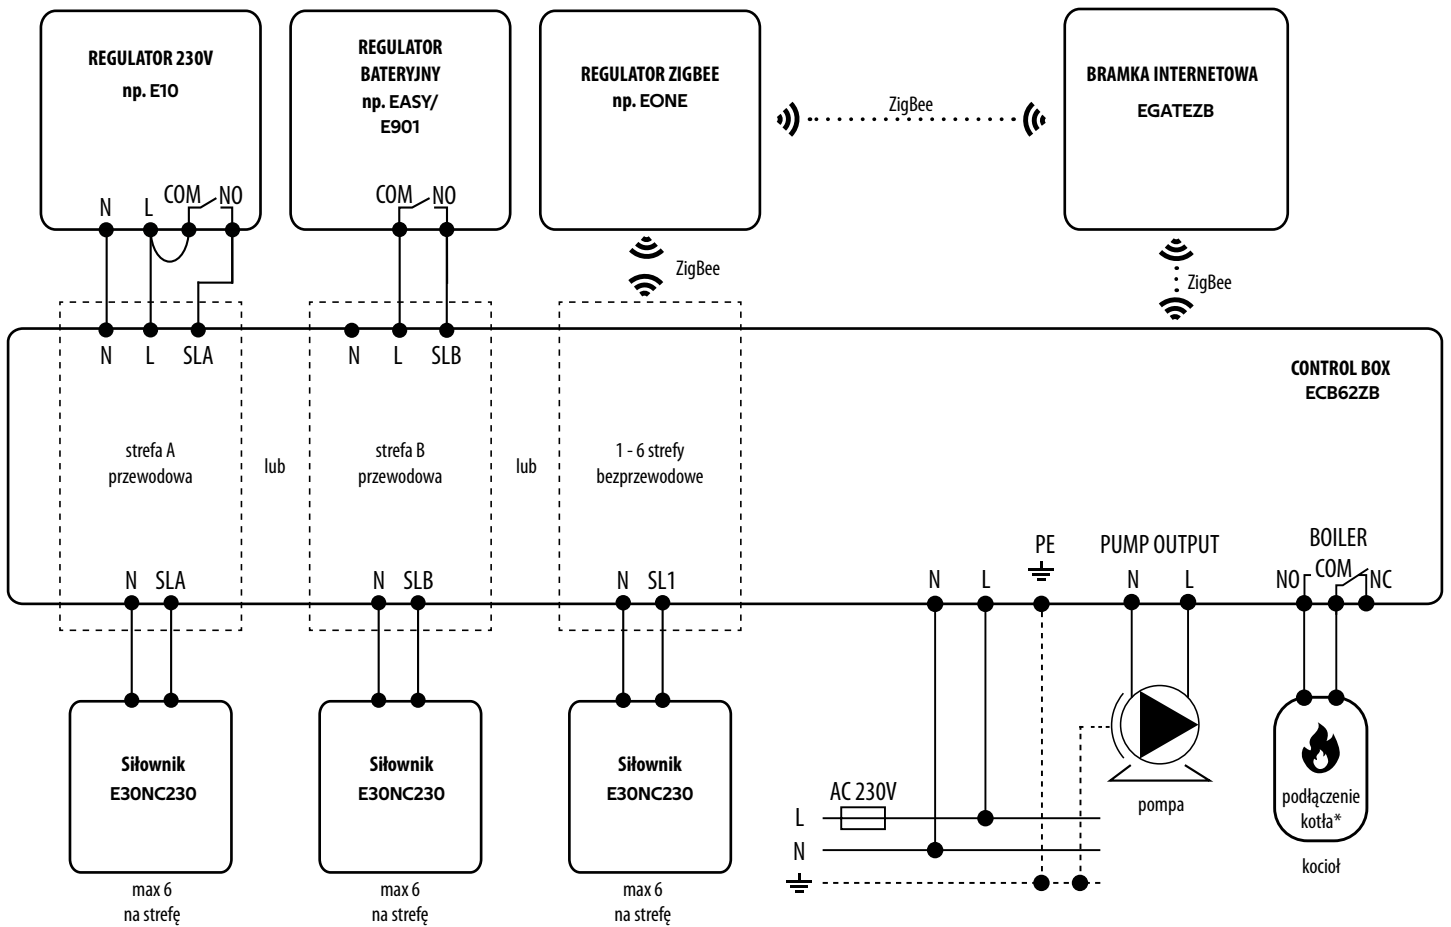 REGULATOR 230V
np. E10
N L COM NO
REGULATOR
BATERYJNY
np. EASY/
E901
COM NO
REGULATOR ZIGBEE
np. EONE
ZigBee
BRAMKA INTERNETOWA
EGATEZB
ZigBee
ZigBee
N L SLA
N L SLB
CONTROL BOX
ECB62ZB
strefa A
przewodowa
lub
strefa B
przewodowa
lub
1 - 6 strefy
bezprzewodowe
N SLA
N SLB
N SL1
N L
PE
PUMP OUTPUT
N L
BOILER
NO COM NC
Siłownik
E30NC230
max 6
na strefę
Siłownik
E30NC230
max 6
na strefę
Siłownik
E30NC230
max 6
na strefę
AC 230V
L
N
pompa
podłączenie
kotła*
kocioł